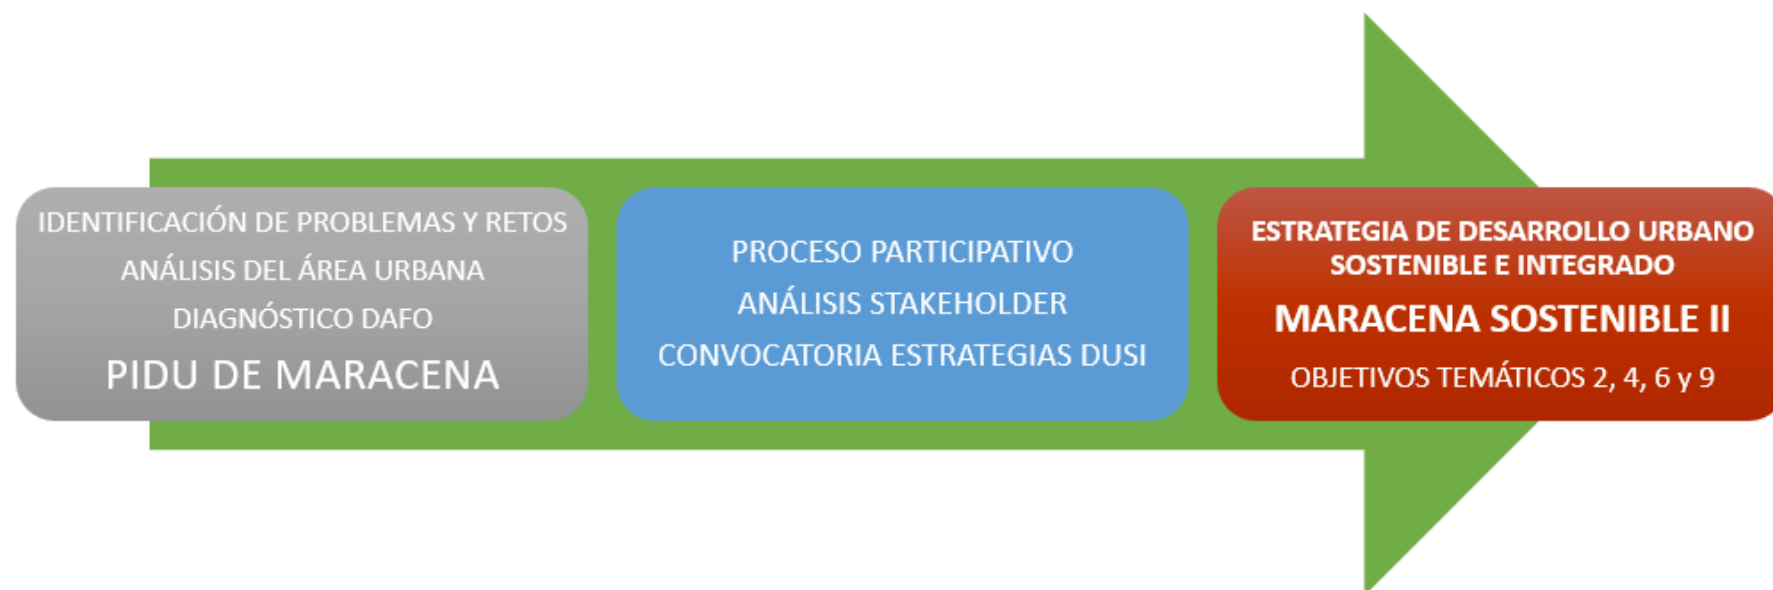 IDENTIFICACIÓN DE PROBLEMAS Y RETOS
ANÁLISIS DEL ÁREA URBANA
DIAGNÓSTICO DAFO
PIDU DE MARACENA
PROCESO PARTICIPATIVO
ANÁLISIS STAKEHOLDER
CONVOCATORIA ESTRATEGIAS DUSI
ESTRATEGIA DE DESARROLLO URBANO
SOSTENIBLE E INTEGRADO
MARACENA SOSTENIBLE II
OBJETIVOS TEMÁTICOS 2, 4, 6 y 9